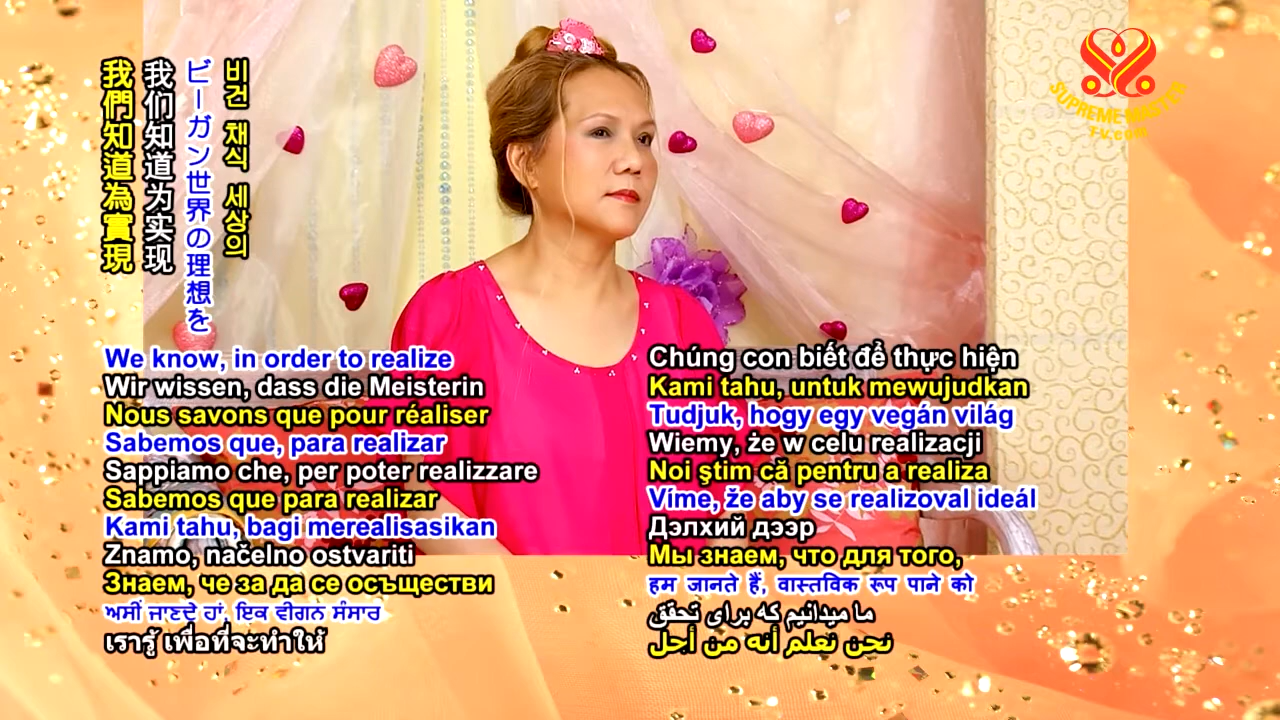 我們知道為實現
我们知道为实现
ビーガン世界の理想を
비건 채식 세상의
SUPREME MASTER
TV.com
We know, in order to realize
Wir wissen, dass die Meisterin
Nous savons que pour réaliser
Sabemos que, para realizar
Sappiamo che, per poter realizzare
Sabemos que para realizar
Kami tahu, bagi merealisasikan
Znamo, načelno ostvariti
Знаем, че за да се осъществи
ਅਸੀਂ ਜਾਣਦੇ ਹਾਂ, ਇਕ ਵੀਗਨ ਸੰਸਾਰ
เรารู้ เพื่อที่จะทำให้
Chúng con biết để thực hiện
Kami tahu, untuk mewujudkan
Tudjuk, hogy egy vegán világ
Wiemy, że w celu realizacji
Noi ştim că pentru a realiza
Víme, že aby se realizoval ideál
Дэлхий дээр
Мы знаем, что для того,
हम जानते हैं, वास्तविक रूप पाने को
ما میدانیم که برای تحقق
نحن نعلم أنه من أجل